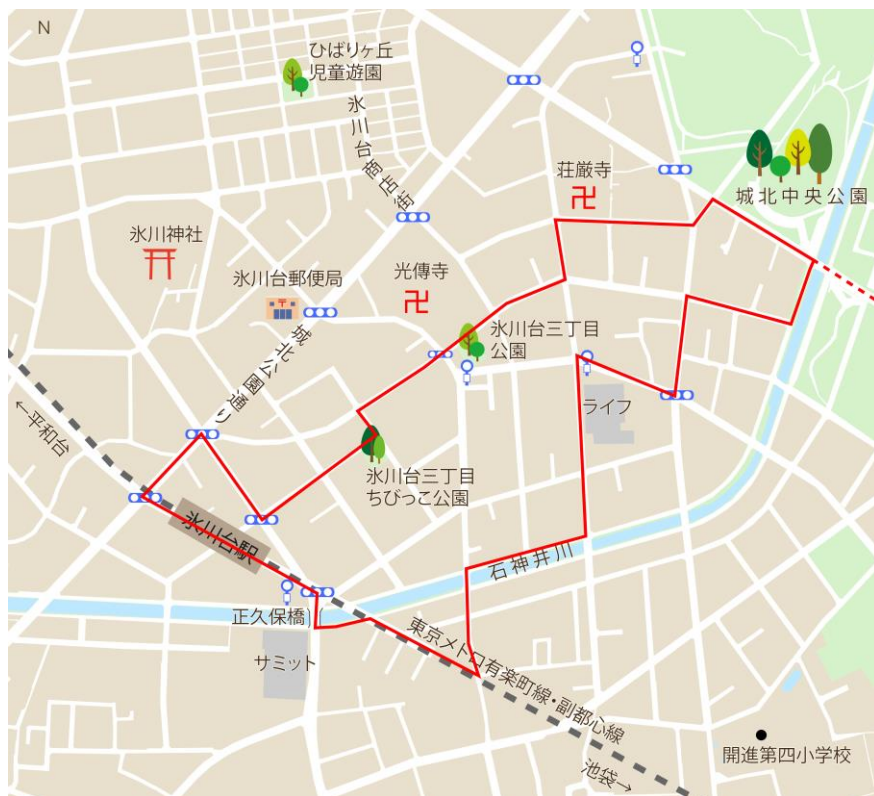 N
ひばりヶ丘
児童遊園
氷川台商店街
荘厳寺
城北中央公園
氷川神社
氷川台郵便局
光傳寺
城北公園通り
氷川台三丁目
公園
ライフ
←平和台
氷川台三丁目
ちびっこ公園
氷川台駅
石神井川
正久保橋
サミット
東京メトロ有楽町線・副都心線
池袋→
開進第四小学校